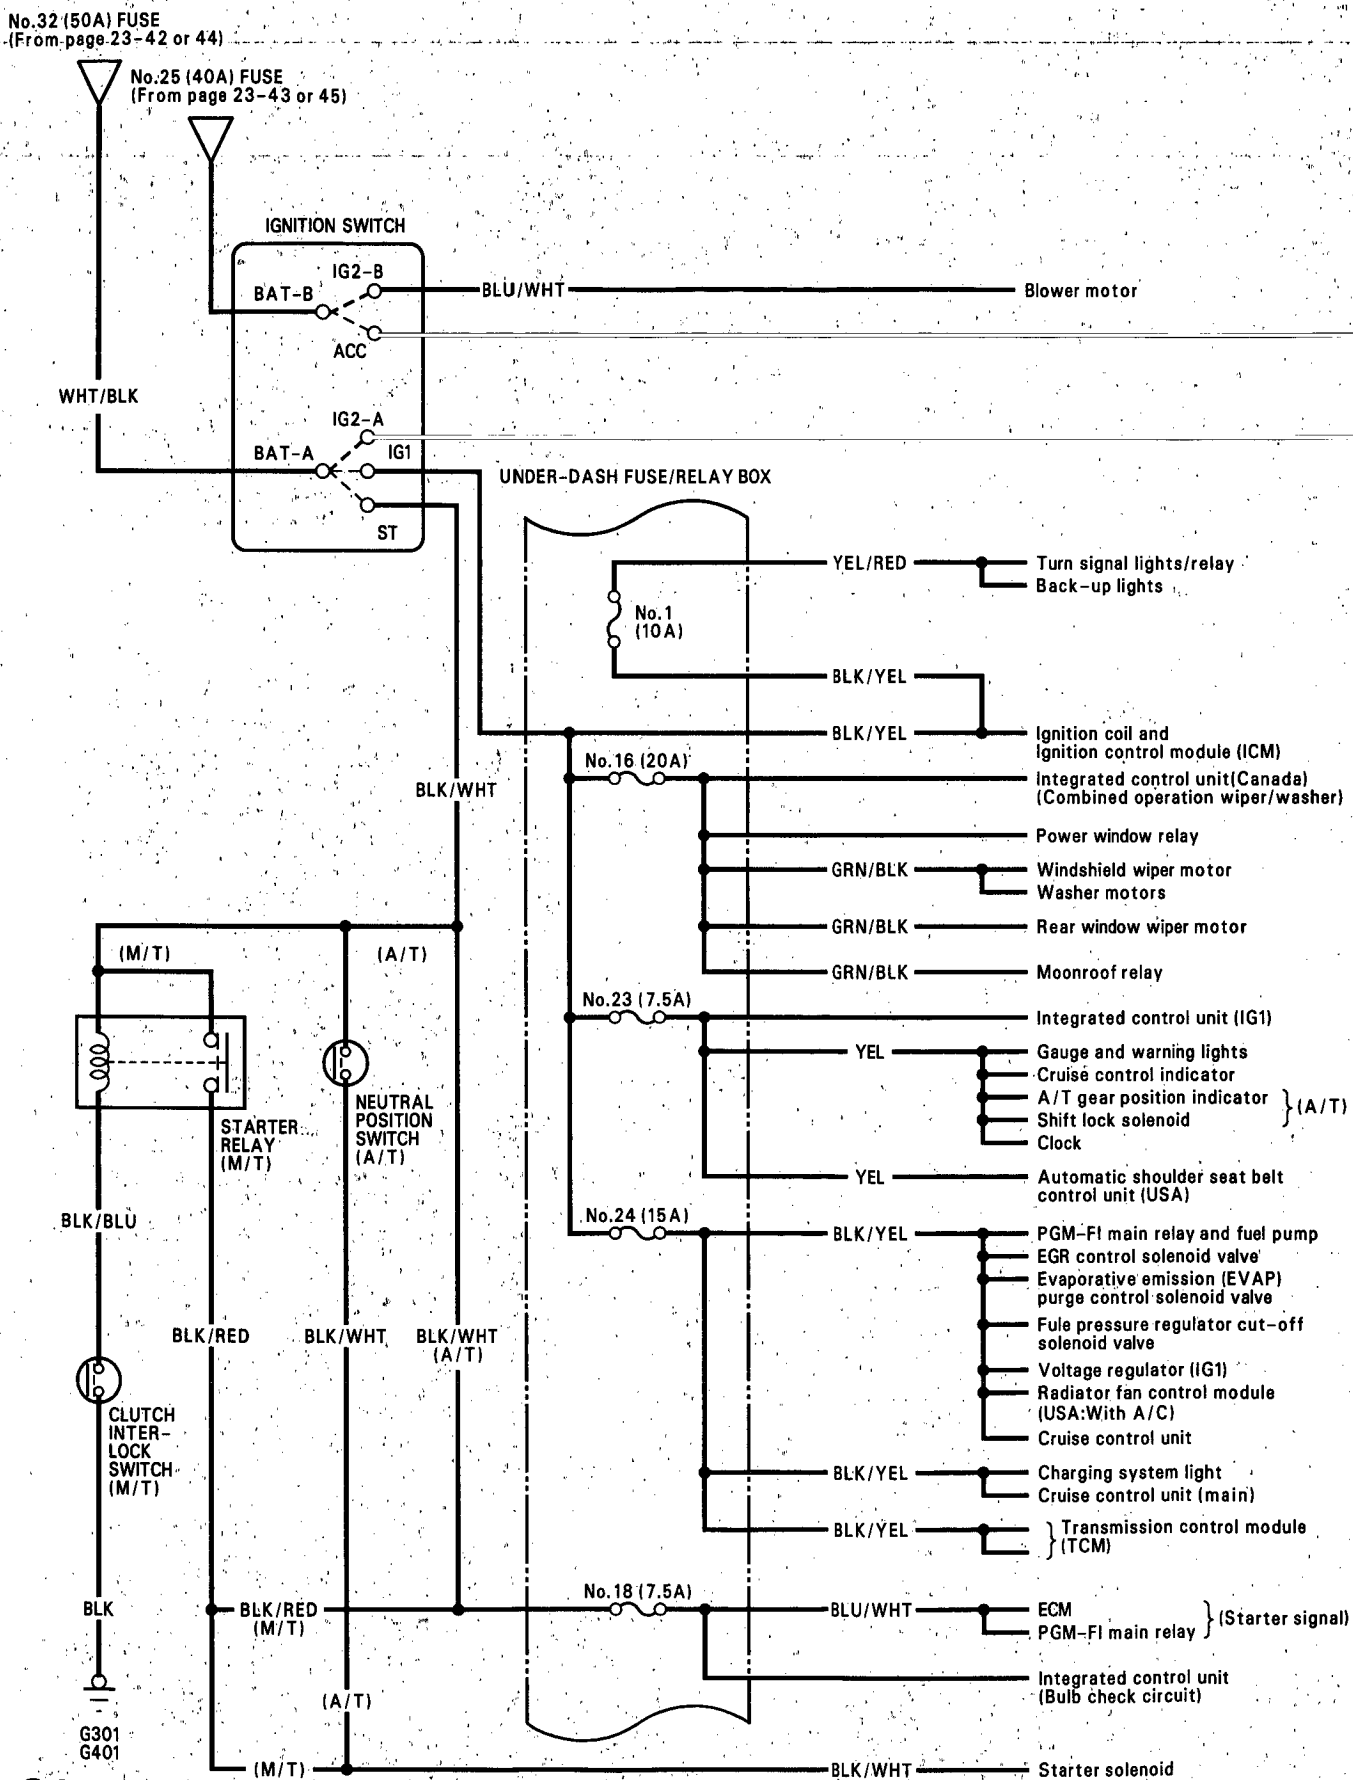 No.32 (50A) FUSE
(From page 23-42 or 44)
No.25 (40A) FUSE
(From page 23-43 or 45)
IGNITION SWITCH
IG2-B
BAT-B
BLU/WHT
Blower motor
ACC
WHT/BLK
IG2-A
BAT-A
IG1
ST
UNDER-DASH FUSE/RELAY BOX
YEL/RED
Turn signal lights/relay
Back-up lights
No.1
(10A)
BLK/YEL
BLK/YEL
Ignition coil and
Ignition control module (ICM)
No.16 (20A)
Integrated control unit(Canada)
(Combined operation wiper/washer)
BLK/WHT
Power window relay
GRN/BLK
Windshield wiper motor
Washer motors
GRN/BLK
Rear window wiper motor
(M/T)
(A/T)
GRN/BLK
Moonroof relay
No.23 (7.5A)
Integrated control unit (IG1)
YEL
Gauge and warning lights
Cruise control indicator
A/T gear position indicator
Shift lock solenoid
(A/T)
Clock
STARTER
RELAY
(M/T)
NEUTRAL
POSITION
SWITCH
(A/T)
YEL
Automatic shoulder seat belt
control unit (USA)
BLK/BLU
No.24 (15A)
BLK/YEL
PGM-FI main relay and fuel pump
EGR control solenoid valve
Evaporative emission (EVAP)
purge control solenoid valve
Fule pressure regulator cut-off
solenoid valve
BLK/RED
BLK/WHT
BLK/WHT
(A/T)
Voltage regulator (IG1)
Radiator fan control module
(USA:With A/C)
Cruise control unit
CLUTCH
INTER-
LOCK
SWITCH
(M/T)
BLK/YEL
Charging system light
Cruise control unit (main)
BLK/YEL
Transmission control module
(TCM)
No.18 (7.5A)
BLK
BLK/RED
(M/T)
BLU/WHT
ECM
PGM-FI main relay
(Starter signal)
Integrated control unit
(Bulb check circuit)
(A/T)
G301
G401
(M/T)
BLK/WHT
Starter solenoid